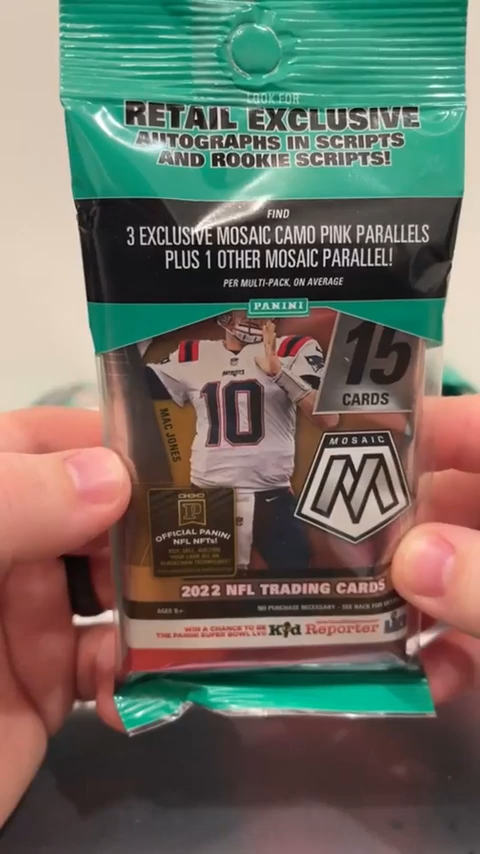 LOOK FOR
RETAIL EXCLUSIVE
AUTOGRAPHS IN SCRIPTS
AND ROOKIE SCRIPTS!
FIND
3 EXCLUSIVE MOSAIC CAMO PINK PARALLELS
PLUS 1 OTHER MOSAIC PARALLEL!
PER MULTI-PACK, ON AVERAGE
PANINI
15
CARDS
PATRIOTS
10
MAC JONES
MOSAIC
M
P
OFFICIAL PANINI
NFL NFTs!
2022 NFL TRADING CARDS
AGES 8+
NO PURCHASE NECESSARY - SEE BACK FOR
WIN A CHANCE TO BE
THE PANINI SUPER BOWL LVII
Kid Reporter